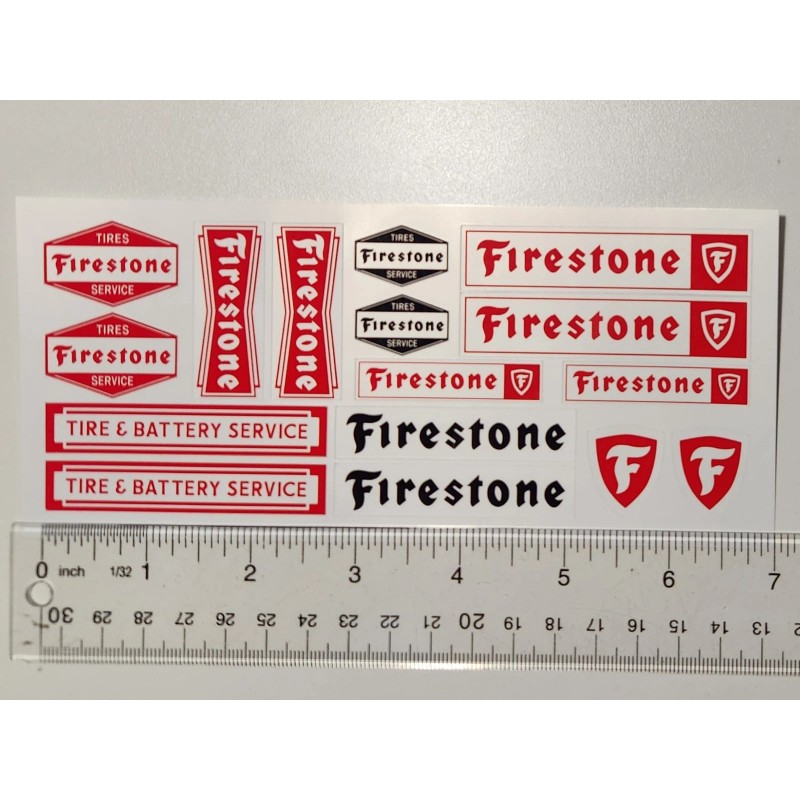 TIRES
Firestone
SERVICE
TIRES
Firestone
SERVICE
Firestone
Firestone
TIRES
Firestone
SERVICE
TIRES
Firestone
SERVICE
Firestone F
Firestone F
Firestone F
Firestone F
TIRE & BATTERY SERVICE
TIRE & BATTERY SERVICE
Firestone
Firestone
F
F
0 inch 1/32 1 2 3 4 5 6 7
30 29 28 27 26 25 24 23 22 21 20 19 18 17 16 15 14 13 12